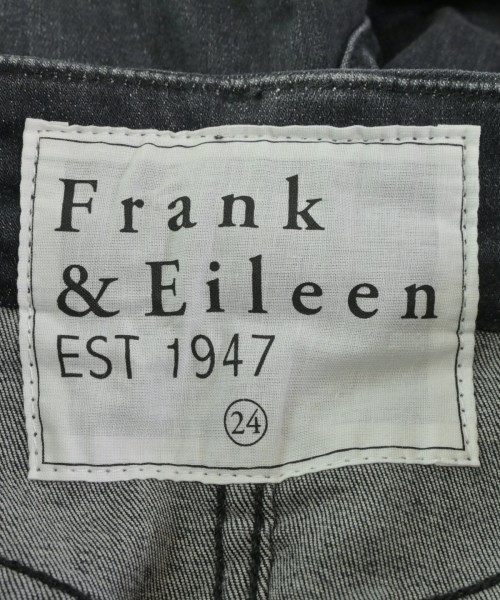 Frank
& Eileen
EST 1947
24